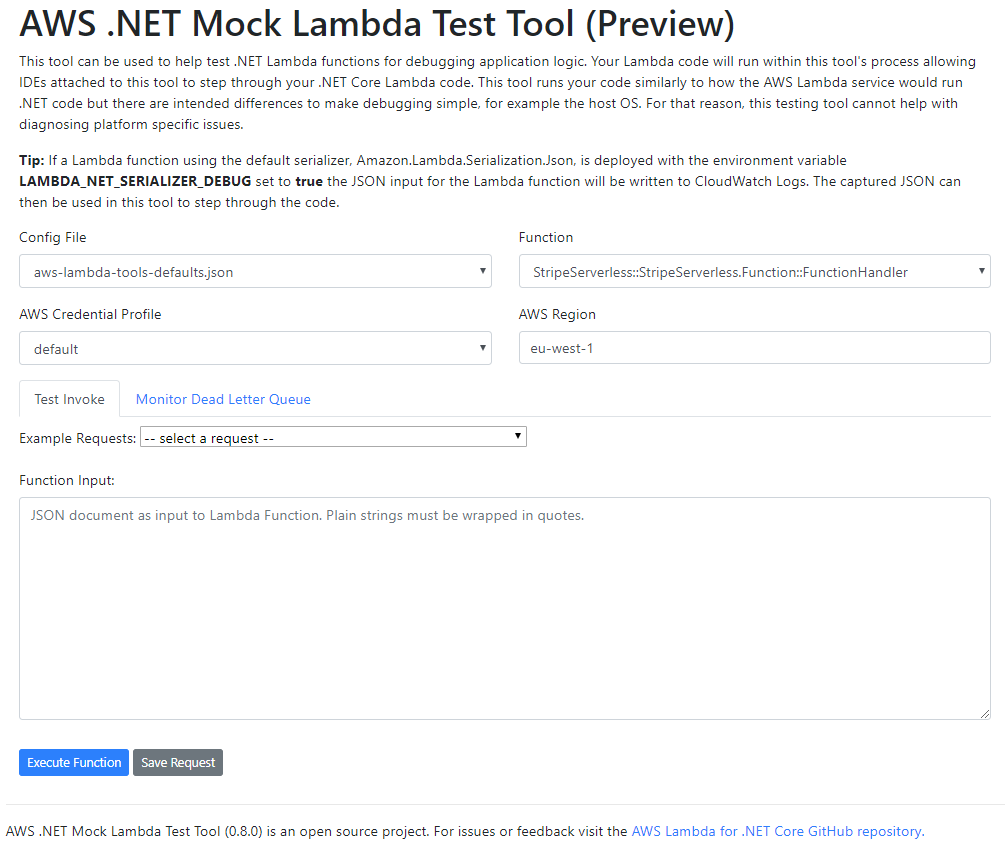 AWS .NET Mock Lambda Test Tool (Preview)
This tool can be used to help test .NET Lambda functions for debugging application logic. Your Lambda code will run within this tool's process allowing
IDEs attached to this tool to step through your .NET Core Lambda code. This tool runs your code similarly to how the AWS Lambda service would run
.NET code but there are intended differences to make debugging simple, for example the host OS. For that reason, this testing tool cannot help with
diagnosing platform specific issues.
Tip: If a Lambda function using the default serializer, Amazon.Lambda.Serialization.Json, is deployed with the environment variable
LAMBDA_NET_SERIALIZER_DEBUG set to true the JSON input for the Lambda function will be written to CloudWatch Logs. The captured JSON can
then be used in this tool to step through the code.
Config File
Function
aws-lambda-tools-defaults.json
StripeServerless::StripeServerless.Function::FunctionHandler
AWS Credential Profile
AWS Region
default
eu-west-1
Test Invoke
Monitor Dead Letter Queue
Example Requests: -- select a request --
Function Input:
JSON document as input to Lambda Function. Plain strings must be wrapped in quotes.
Execute Function
Save Request
AWS .NET Mock Lambda Test Tool (0.8.0) is an open source project. For issues or feedback visit the AWS Lambda for .NET Core GitHub repository.